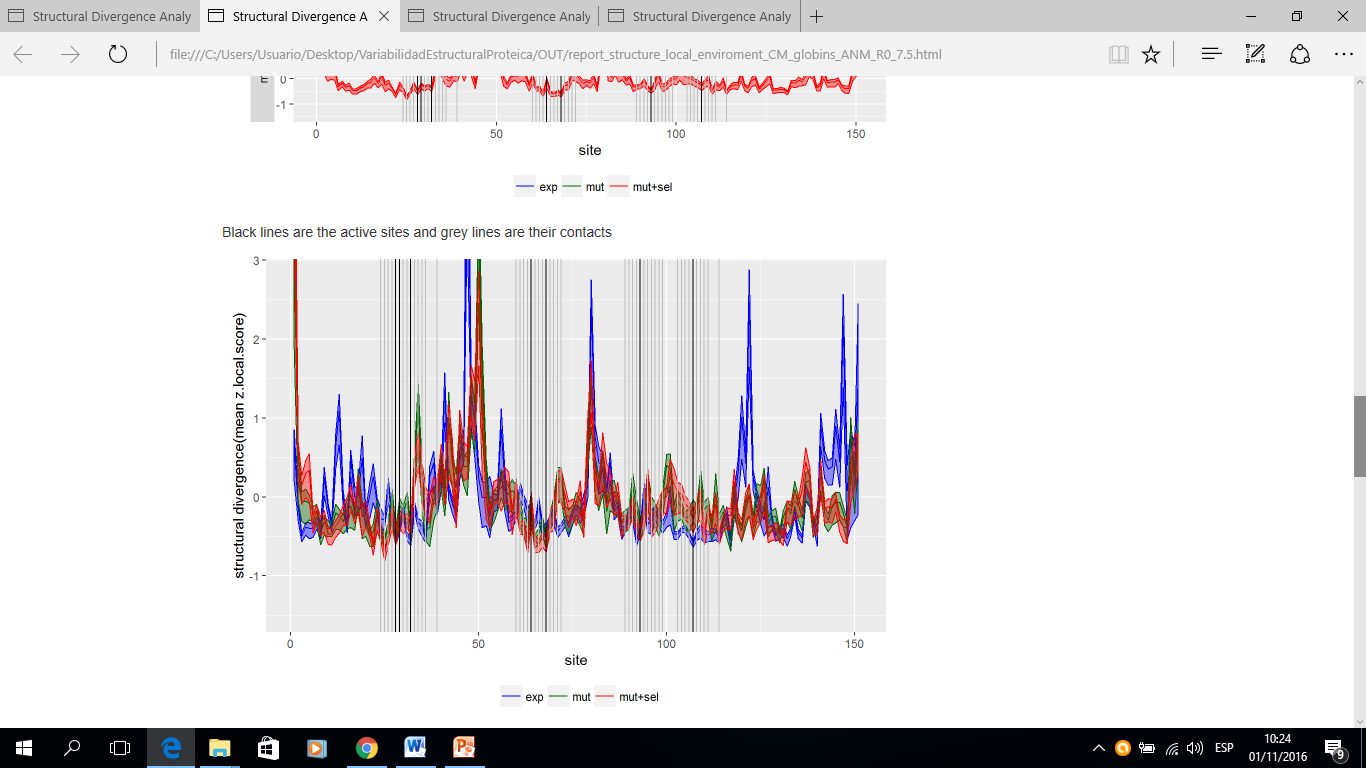 Structural Divergence Analy
Structural Divergence A
Structural Divergence Analy
Structural Divergence Analy
file:///C:/Users/Usuario/Desktop/VariabilidadEstructuralProteica/OUT/report_structure_local_enviroment_CM_globins_ANM_R0_7.5.html
m
0
-1
0 50 100 150
site
exp mut mut+sel
Black lines are the active sites and grey lines are their contacts
structural divergence(mean z.local.score)
3
2
1
0
-1
0 50 100 150
site
exp mut mut+sel
ESP
10:24
01/11/2016
9